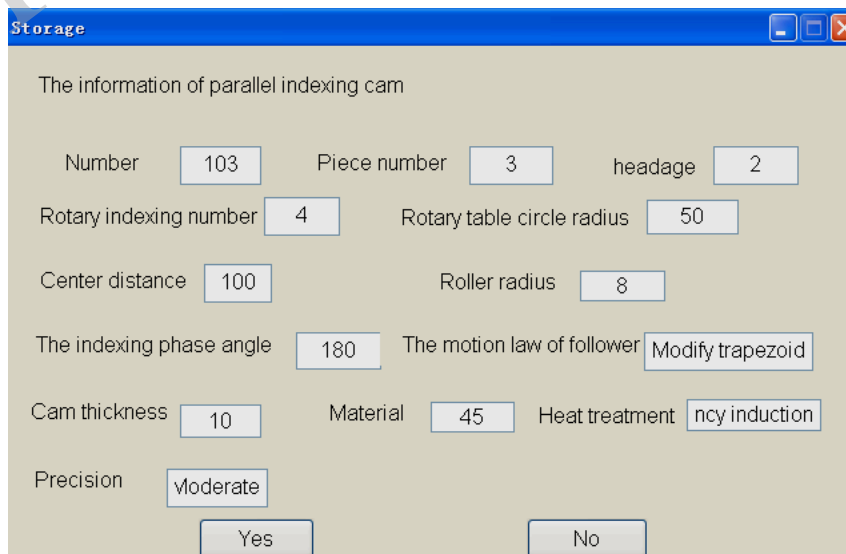 Storage
The information of parallel indexing cam
Number 103 Piece number 3 headage 2
Rotary indexing number 4 Rotary table circle radius 50
Center distance 100 Roller radius 8
The indexing phase angle 180 The motion law of follower Modify trapezoid
Cam thickness 10 Material 45 Heat treatment ncy induction
Precision Moderate
Yes No